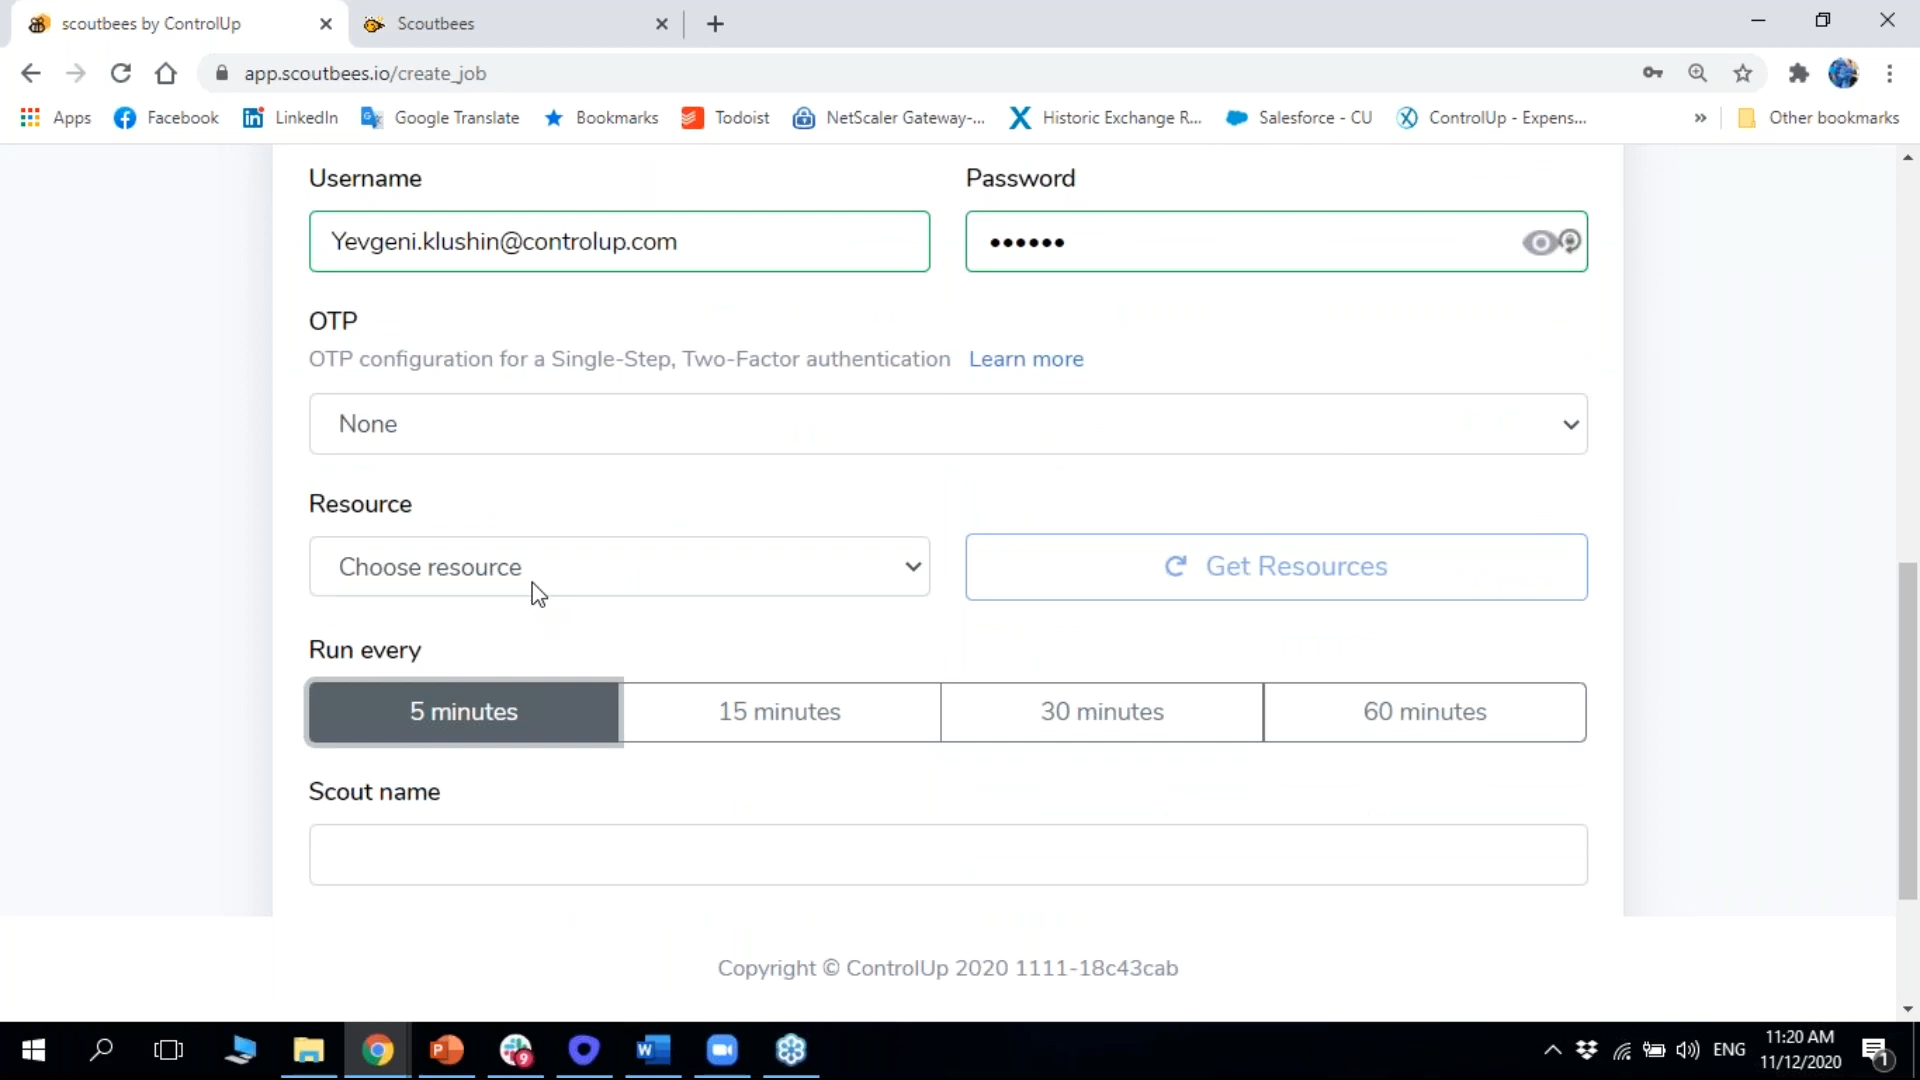 scoutbees by ControlUp
Scoutbees
app.scoutbees.io/create_job
Apps
Facebook
LinkedIn
Google Translate
Bookmarks
Todoist
NetScaler Gateway-...
Historic Exchange R...
Salesforce - CU
ControlUp - Expens...
Other bookmarks
Username
Password
Yevgeni.klushin@controlup.com
••••••
OTP
OTP configuration for a Single-Step, Two-Factor authentication Learn more
None
Resource
Choose resource
Get Resources
Run every
5 minutes
15 minutes
30 minutes
60 minutes
Scout name
Copyright © ControlUp 2020 1111-18c43cab
9
ENG
11:20 AM
11/12/2020
1